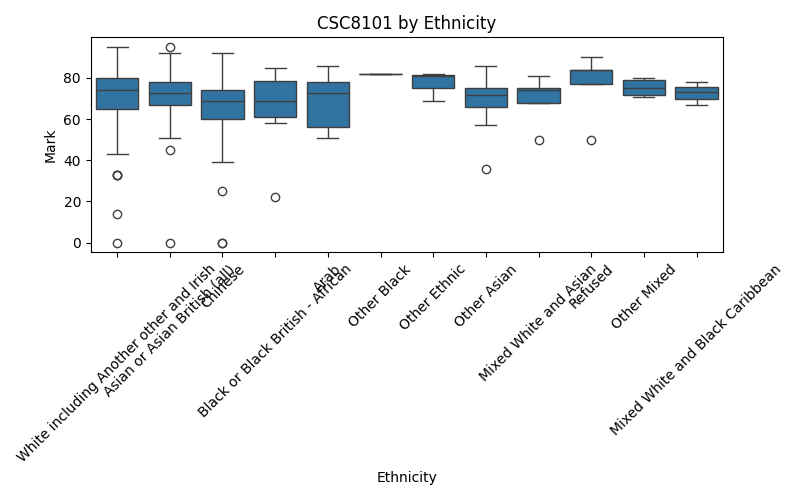 CSC8101 by Ethnicity
Mark
80
60
40
20
0
White including Another other and Irish
Asian or Asian British (all)
Chinese
Black or Black British - African
Arab
Other Black
Other Ethnic
Other Asian
Mixed White and Asian
Refused
Other Mixed
Mixed White and Black Caribbean
Ethnicity